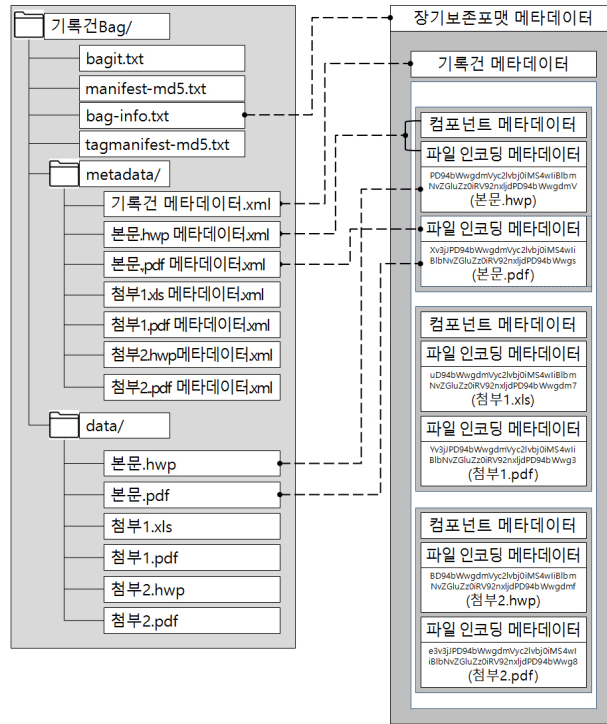 기록건Bag/
bagit.txt
manifest-md5.txt
bag-info.txt
tagmanifest-md5.txt
metadata/
기록건 메타데이터.xml
본문.hwp 메타데이터.xml
본문.pdf 메타데이터.xml
첨부1.xls 메타데이터.xml
첨부1.pdf 메타데이터.xml
첨부2.hwp메타데이터.xml
첨부2.pdf 메타데이터.xml
data/
본문.hwp
본문.pdf
첨부1.xls
첨부1.pdf
첨부2.hwp
첨부2.pdf
장기보존포맷 메타데이터
기록건 메타데이터
컴포넌트 메타데이터
파일 인코딩 메타데이터
PD94bWwgdmVyc2lvbj0iMS4wIiBlbm
NvZGluZz0iRV92nxljdPD94bWwgdmV
(본문.hwp)
파일 인코딩 메타데이터
Xv3jJPD94bWwgdmVyc2lvbj0iMS4wIi
BlbNvZGluZz0iRV92nxljdPD94bWwgs
(본문.pdf)
컴포넌트 메타데이터
파일 인코딩 메타데이터
uD94bWwgdmVyc2lvbj0iMS4wIiBlbm
NvZGluZz0iRV92nxljdPD94bWwgdm7
(첨부1.xls)
파일 인코딩 메타데이터
Yv3jJPD94bWwgdmVyc2lvbj0iMS4wIi
BlbNvZGluZz0iRV92nxljdPD94bWwg3
(첨부1.pdf)
컴포넌트 메타데이터
파일 인코딩 메타데이터
BD94bWwgdmVyc2lvbj0iMS4wIiBlbm
NvZGluZz0iRV92nxljdPD94bWwgdmf
(첨부2.hwp)
파일 인코딩 메타데이터
e3v3jJPD94bWwgdmVyc2lvbj0iMS4wI
iBlbNvZGluZz0iRV92nxljdPD94bWwg8
(첨부2.pdf)